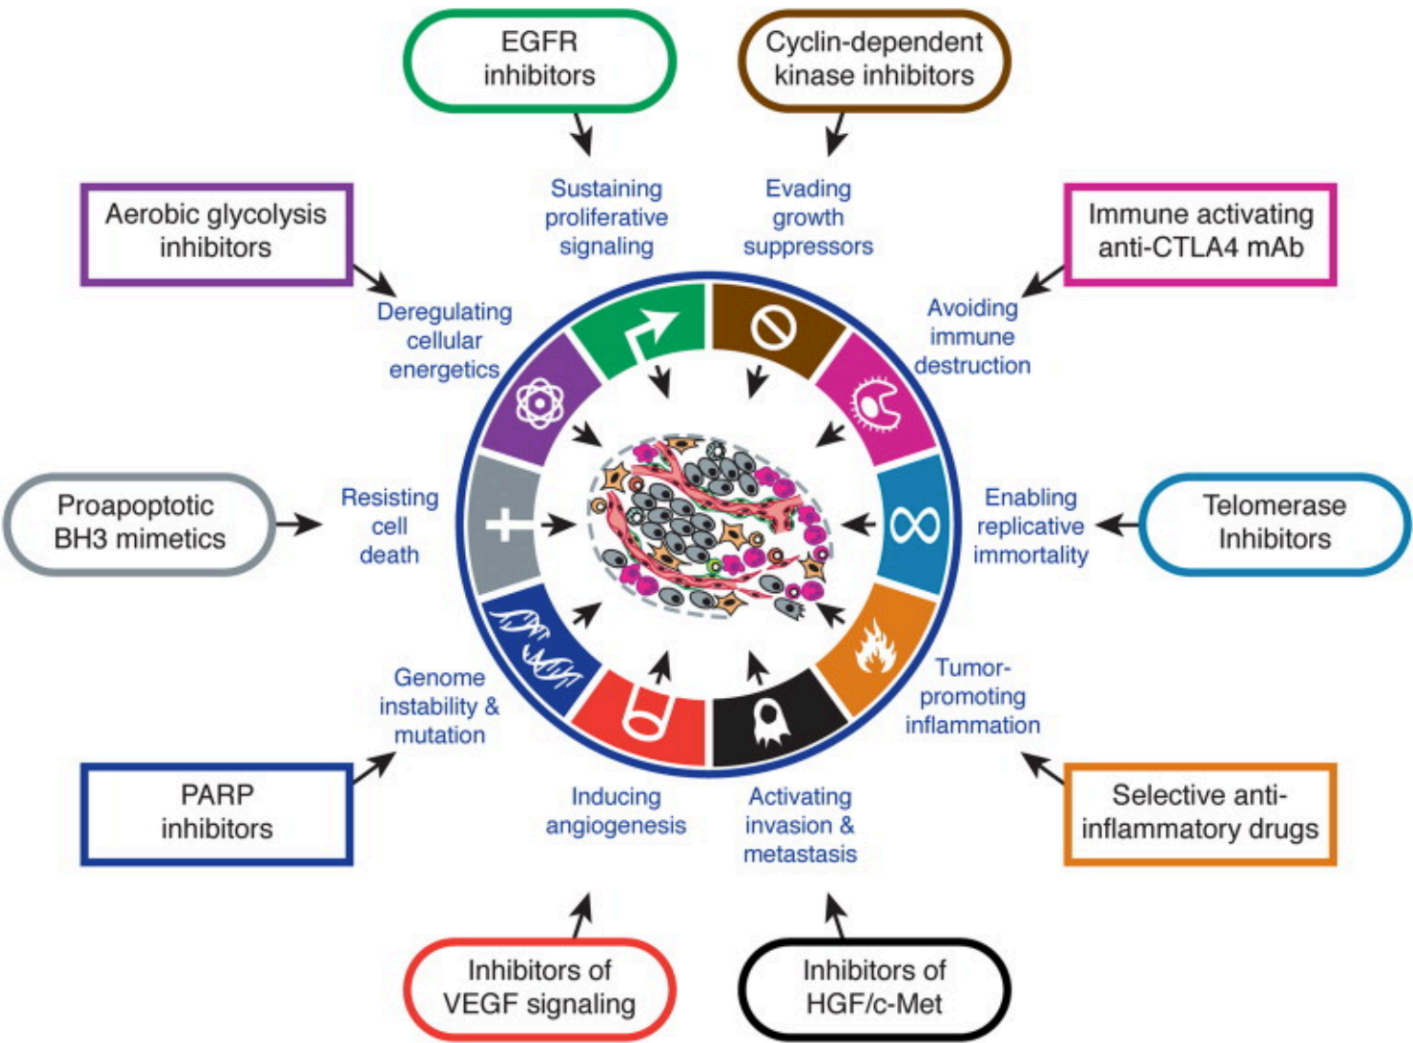 EGFR
inhibitors
Cyclin-dependent
kinase inhibitors
Aerobic glycolysis
inhibitors
Sustaining
proliferative
signaling
Evading
growth
suppressors
Immune activating
anti-CTLA4 mAb
Deregulating
cellular
energetics
Avoiding
immune
destruction
Proapoptotic
BH3 mimetics
Resisting
cell
death
Enabling
replicative
immortality
Telomerase
Inhibitors
Genome
instability &
mutation
Tumor-
promoting
inflammation
PARP
inhibitors
Inducing
angiogenesis
Activating
invasion &
metastasis
Selective anti-
inflammatory drugs
Inhibitors of
VEGF signaling
Inhibitors of
HGF/c-Met